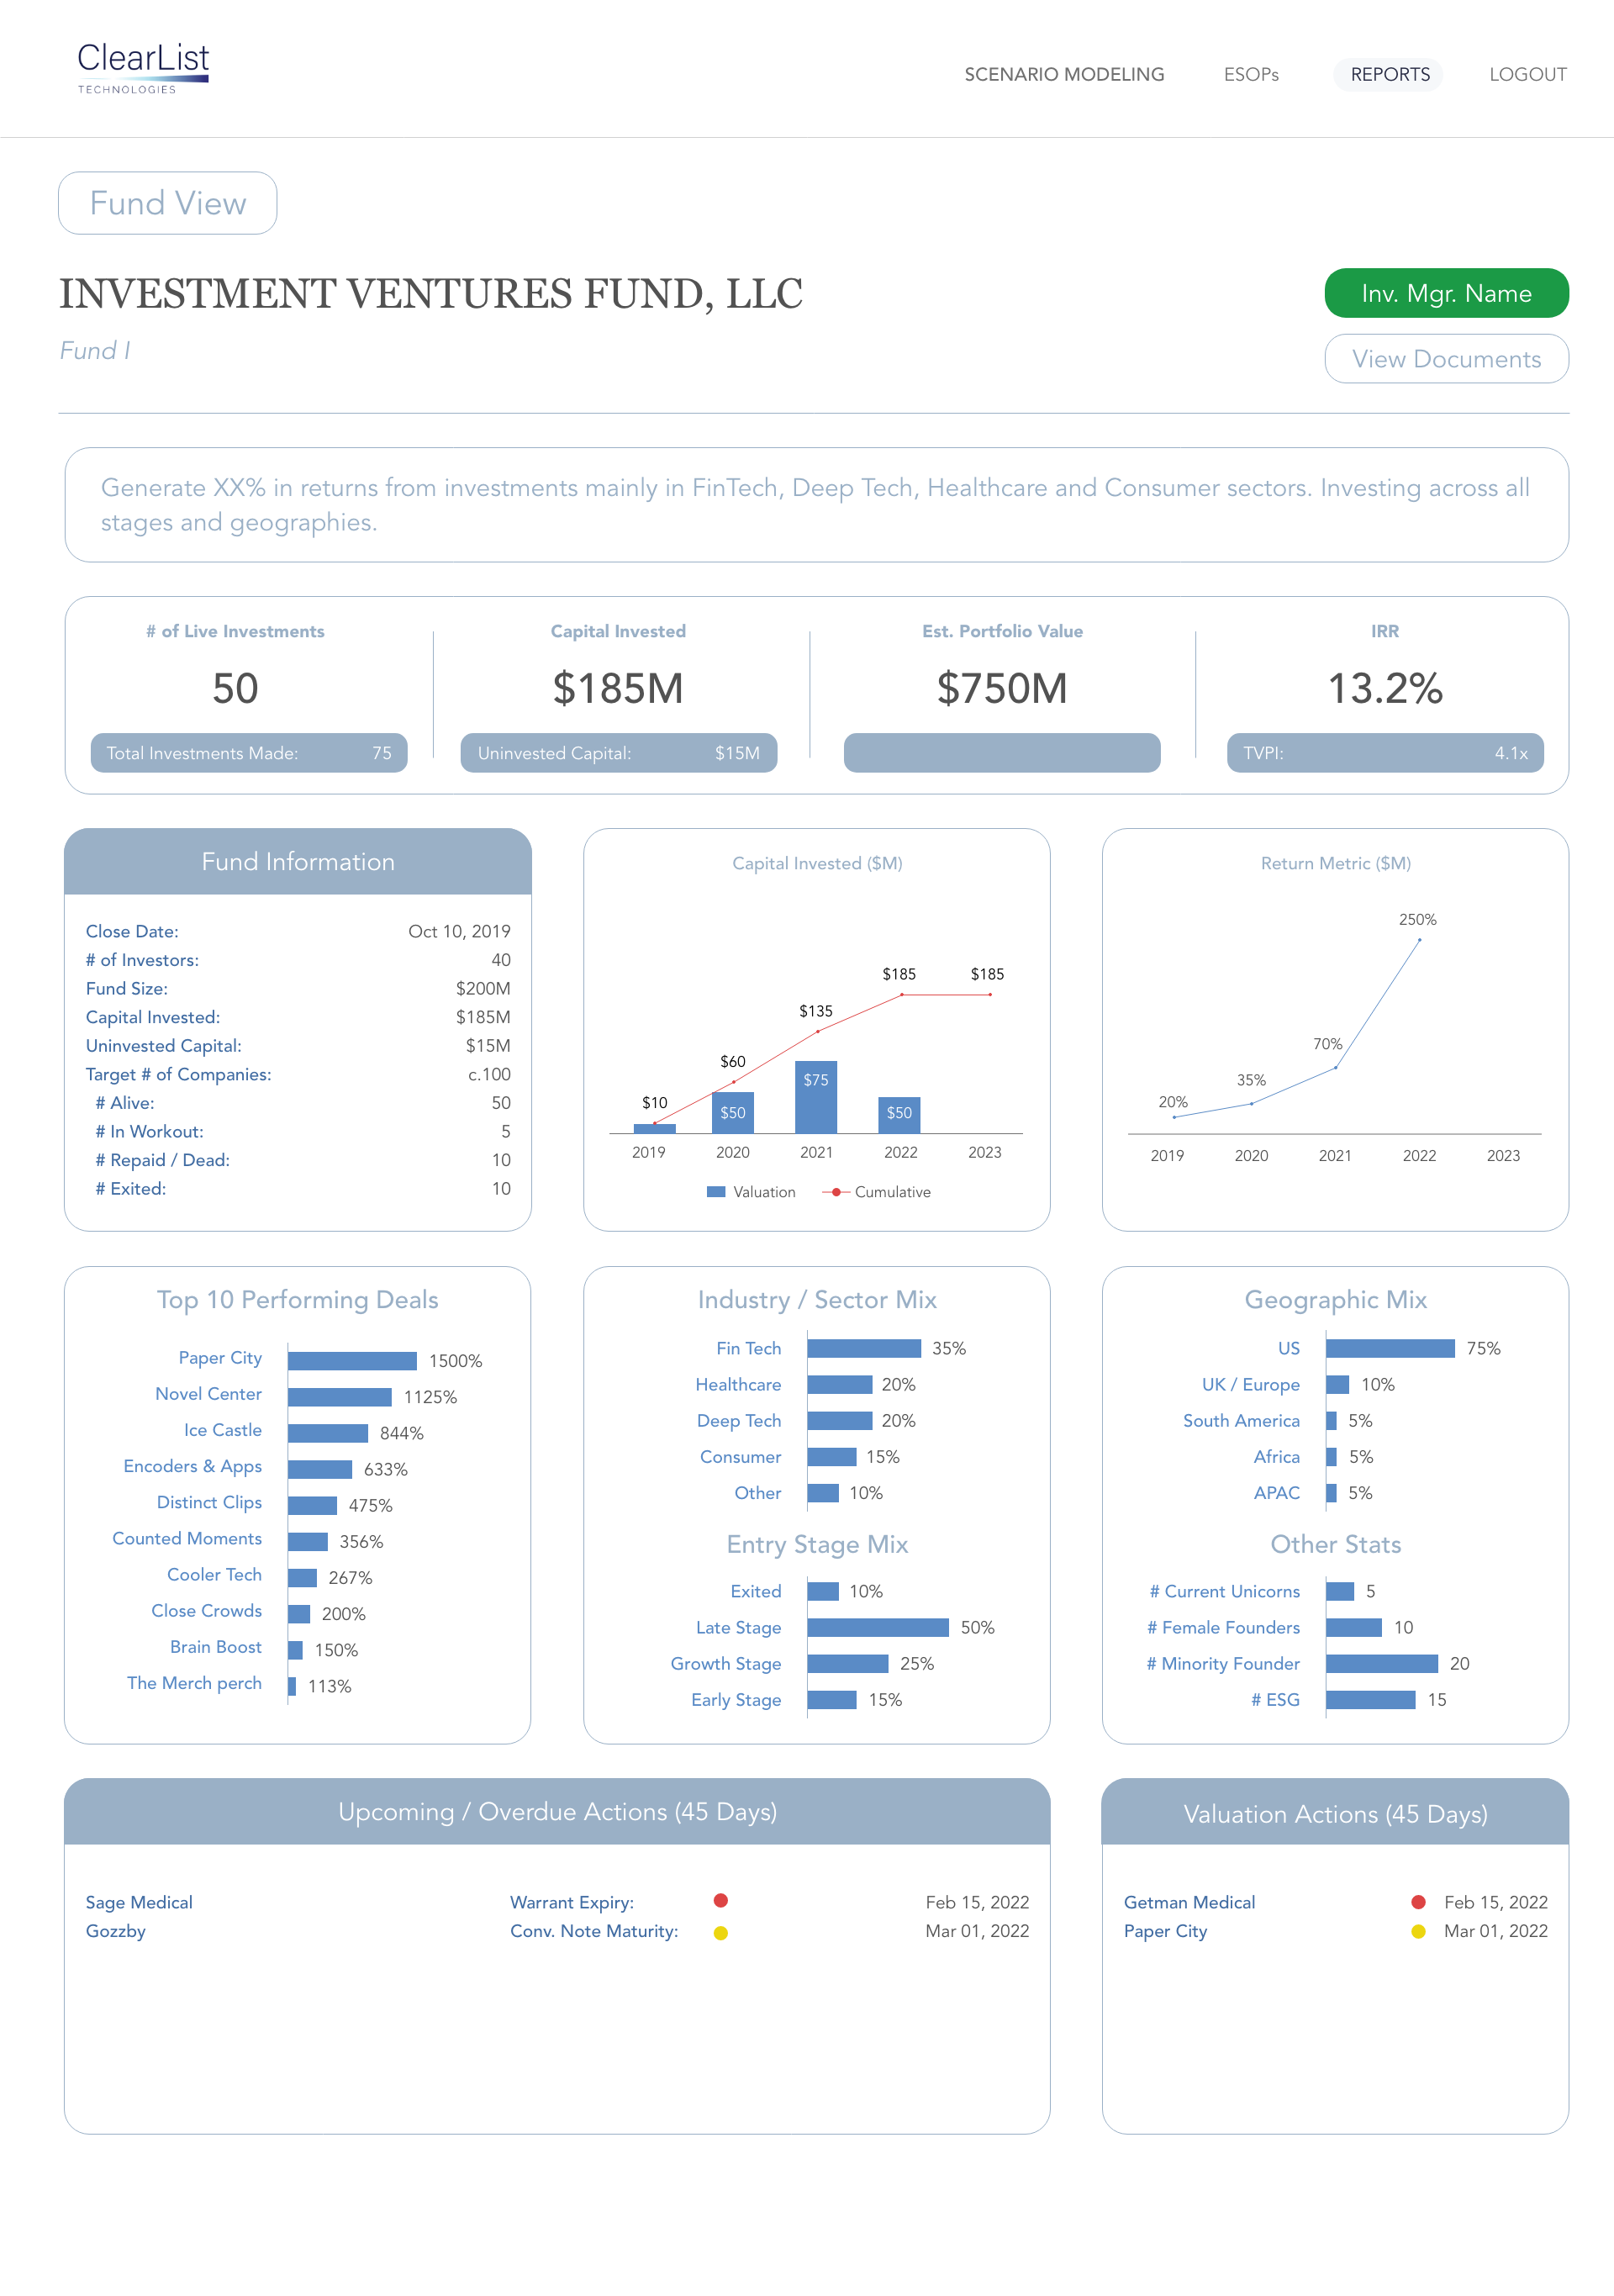 ClearList
TECHNOLOGIES
SCENARIO MODELING ESOPs REPORTS LOGOUT
Fund View
INVESTMENT VENTURES FUND, LLC
Inv. Mgr. Name
Fund I
View Documents
Generate XX% in returns from investments mainly in FinTech, Deep Tech, Healthcare and Consumer sectors. Investing across all
stages and geographies.
# of Live Investments
50
Total Investments Made: 75
Capital Invested
$185M
Uninvested Capital: $15M
Est. Portfolio Value
$750M
IRR
13.2%
TVPI: 4.1x
Fund Information
Close Date: Oct 10, 2019
# of Investors: 40
Fund Size: $200M
Capital Invested: $185M
Uninvested Capital: $15M
Target # of Companies: c.100
# Alive: 50
# In Workout: 5
# Repaid / Dead: 10
# Exited: 10
Capital Invested ($M)
$185 $185
$135
$60
$75
$10
$50 $50
2019 2020 2021 2022 2023
Valuation Cumulative
Return Metric ($M)
250%
70%
35%
20%
2019 2020 2021 2022 2023
Top 10 Performing Deals
Paper City 1500%
Novel Center 1125%
Ice Castle 844%
Encoders & Apps 633%
Distinct Clips 475%
Counted Moments 356%
Cooler Tech 267%
Close Crowds 200%
Brain Boost 150%
The Merch perch 113%
Industry / Sector Mix
Fin Tech 35%
Healthcare 20%
Deep Tech 20%
Consumer 15%
Other 10%
Entry Stage Mix
Exited 10%
Late Stage 50%
Growth Stage 25%
Early Stage 15%
Geographic Mix
US 75%
UK / Europe 10%
South America 5%
Africa 5%
APAC 5%
Other Stats
# Current Unicorns 5
# Female Founders 10
# Minority Founder 20
# ESG 15
Upcoming / Overdue Actions (45 Days)
Sage Medical Warrant Expiry: Feb 15, 2022
Gozzby Conv. Note Maturity: Mar 01, 2022
Valuation Actions (45 Days)
Getman Medical Feb 15, 2022
Paper City Mar 01, 2022